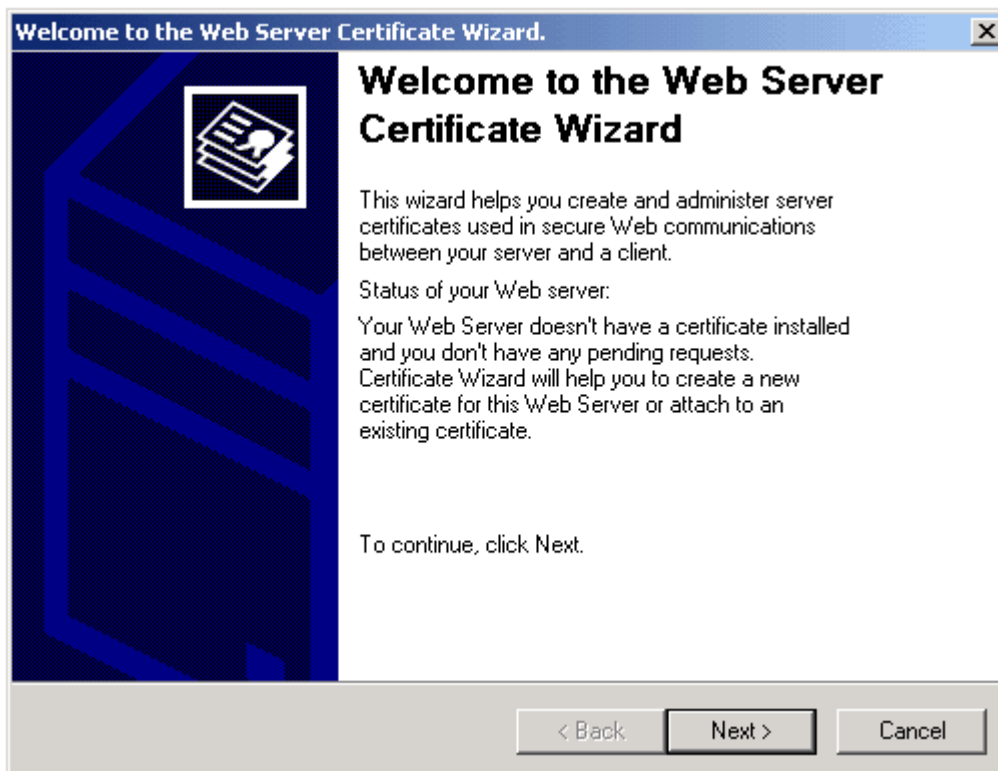 Welcome to the Web Server Certificate Wizard.
Welcome to the Web Server
Certificate Wizard
This wizard helps you create and administer server
certificates used in secure Web communications
between your server and a client.
Status of your Web server:
Your Web Server doesn't have a certificate installed
and you don't have any pending requests.
Certificate Wizard will help you to create a new
certificate for this Web Server or attach to an
existing certificate.
To continue, click Next.
< Back
Next >
Cancel